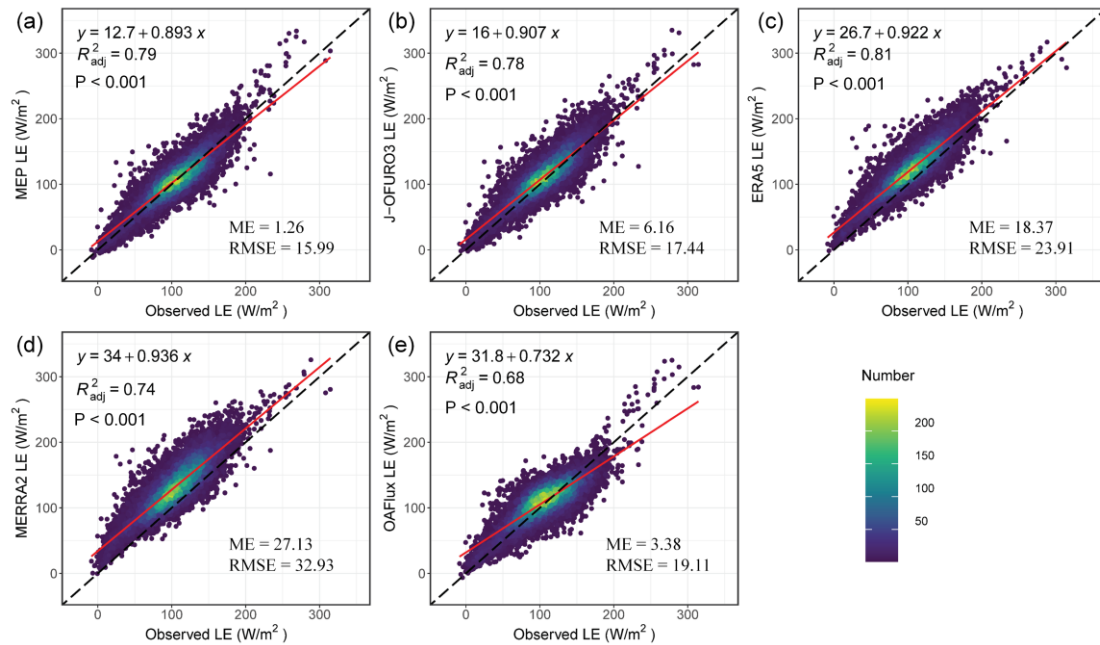 (a)
y = 12.7 + 0.893 x
R²adj = 0.79
P < 0.001
ME = 1.26
RMSE = 15.99
300
200
100
0
MEP LE (W/m²)
0 100 200 300
Observed LE (W/m²)
(b)
y = 16 + 0.907 x
R²adj = 0.78
P < 0.001
ME = 6.16
RMSE = 17.44
300
200
100
0
J-OFURO3 LE (W/m²)
0 100 200 300
Observed LE (W/m²)
(c)
y = 26.7 + 0.922 x
R²adj = 0.81
P < 0.001
ME = 18.37
RMSE = 23.91
300
200
100
0
ERA5 LE (W/m²)
0 100 200 300
Observed LE (W/m²)
(d)
y = 34 + 0.936 x
R²adj = 0.74
P < 0.001
ME = 27.13
RMSE = 32.93
300
200
100
0
MERRA2 LE (W/m²)
0 100 200 300
Observed LE (W/m²)
(e)
y = 31.8 + 0.732 x
R²adj = 0.68
P < 0.001
ME = 3.38
RMSE = 19.11
300
200
100
0
OAFlux LE (W/m²)
0 100 200 300
Observed LE (W/m²)
Number
200
150
100
50